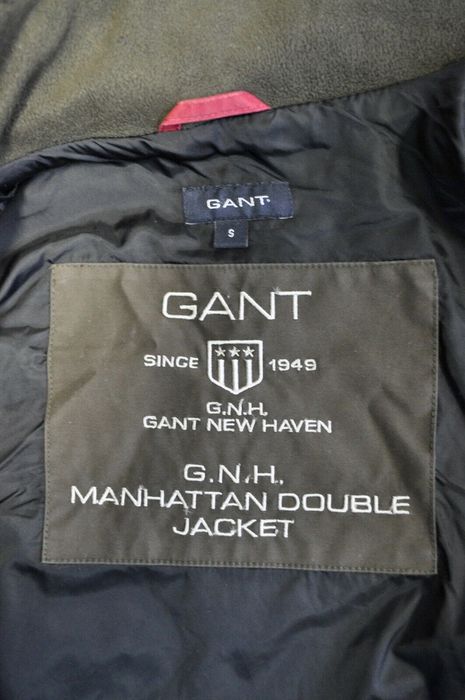 GANT
S
GANT
SINCE 1949
G.N.H.
GANT NEW HAVEN
G.N.H.
MANHATTAN DOUBLE
JACKET